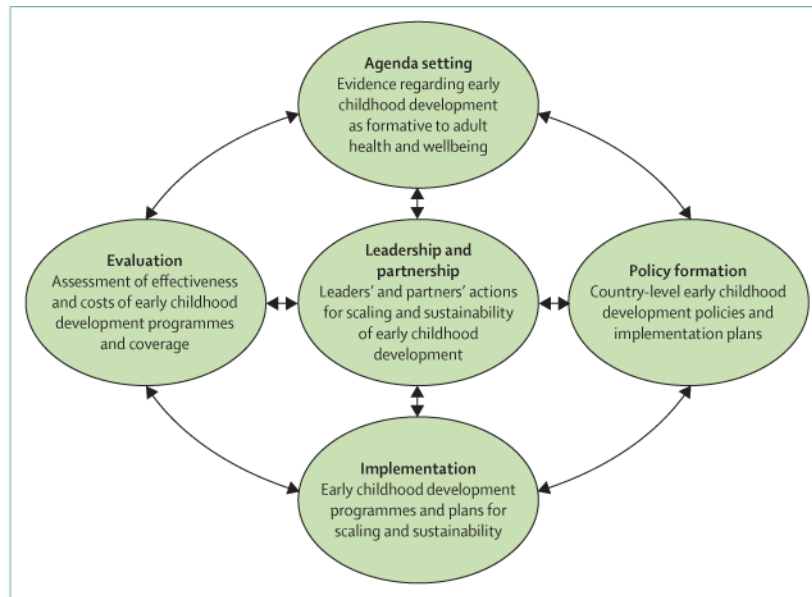 Agenda setting
Evidence regarding early
childhood development
as formative to adult
health and wellbeing
Evaluation
Assessment of effectiveness
and costs of early childhood
development programmes
and coverage
Leadership and
partnership
Leaders’ and partners’ actions
for scaling and sustainability
of early childhood
development
Policy formation
Country-level early childhood
development policies and
implementation plans
Implementation
Early childhood development
programmes and plans for
scaling and sustainability